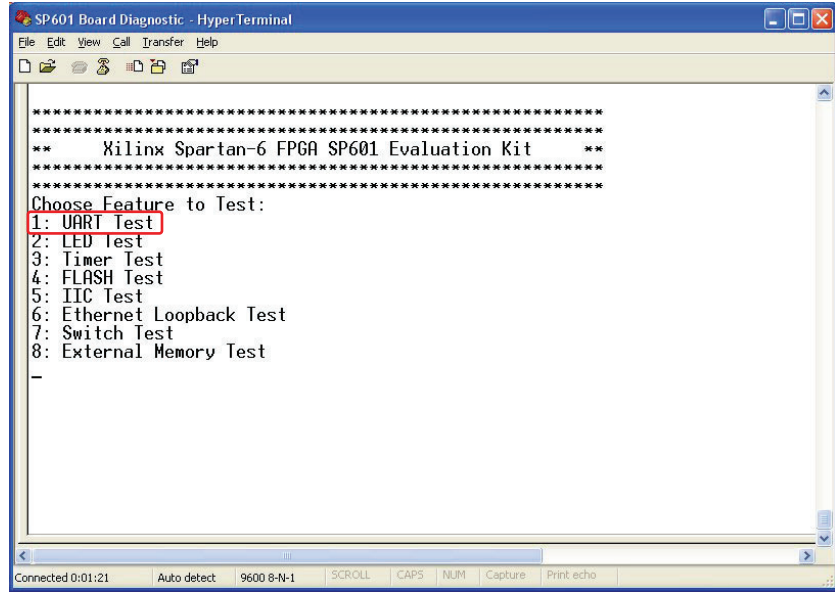 SP601 Board Diagnostic - HyperTerminal
File Edit View Call Transfer Help
********************************************************
********************************************************
** Xilinx Spartan-6 FPGA SP601 Evaluation Kit **
********************************************************
********************************************************
Choose Feature to Test:
1: UART Test
2: LED Test
3: Timer Test
4: FLASH Test
5: IIC Test
6: Ethernet Loopback Test
7: Switch Test
8: External Memory Test
_
Connected 0:01:21 Auto detect 9600 8-N-1 SCROLL CAPS NUM Capture Print echo